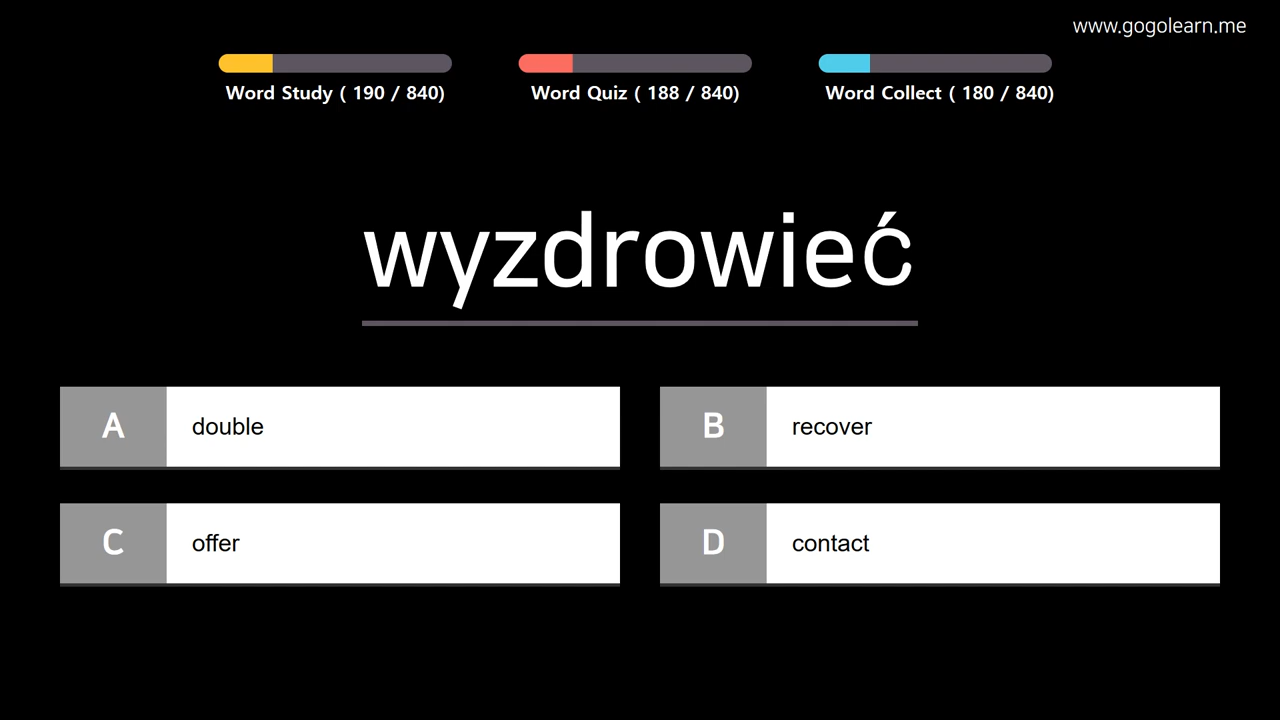 www.gogolearn.me
Word Study ( 190 / 840)
Word Quiz ( 188 / 840)
Word Collect ( 180 / 840)
wyzdrowieć
A double
B recover
C offer
D contact